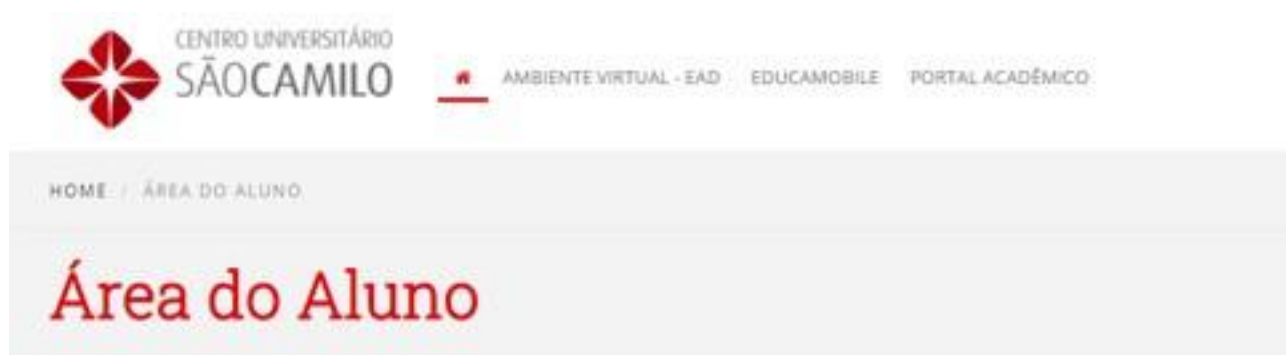 CENTRO UNIVERSITÁRIO
SÃOCAMILO
AMBIENTE VIRTUAL - EAD EDUCAMOBILE PORTAL ACADÊMICO
HOME / ÁREA DO ALUNO
Área do Aluno